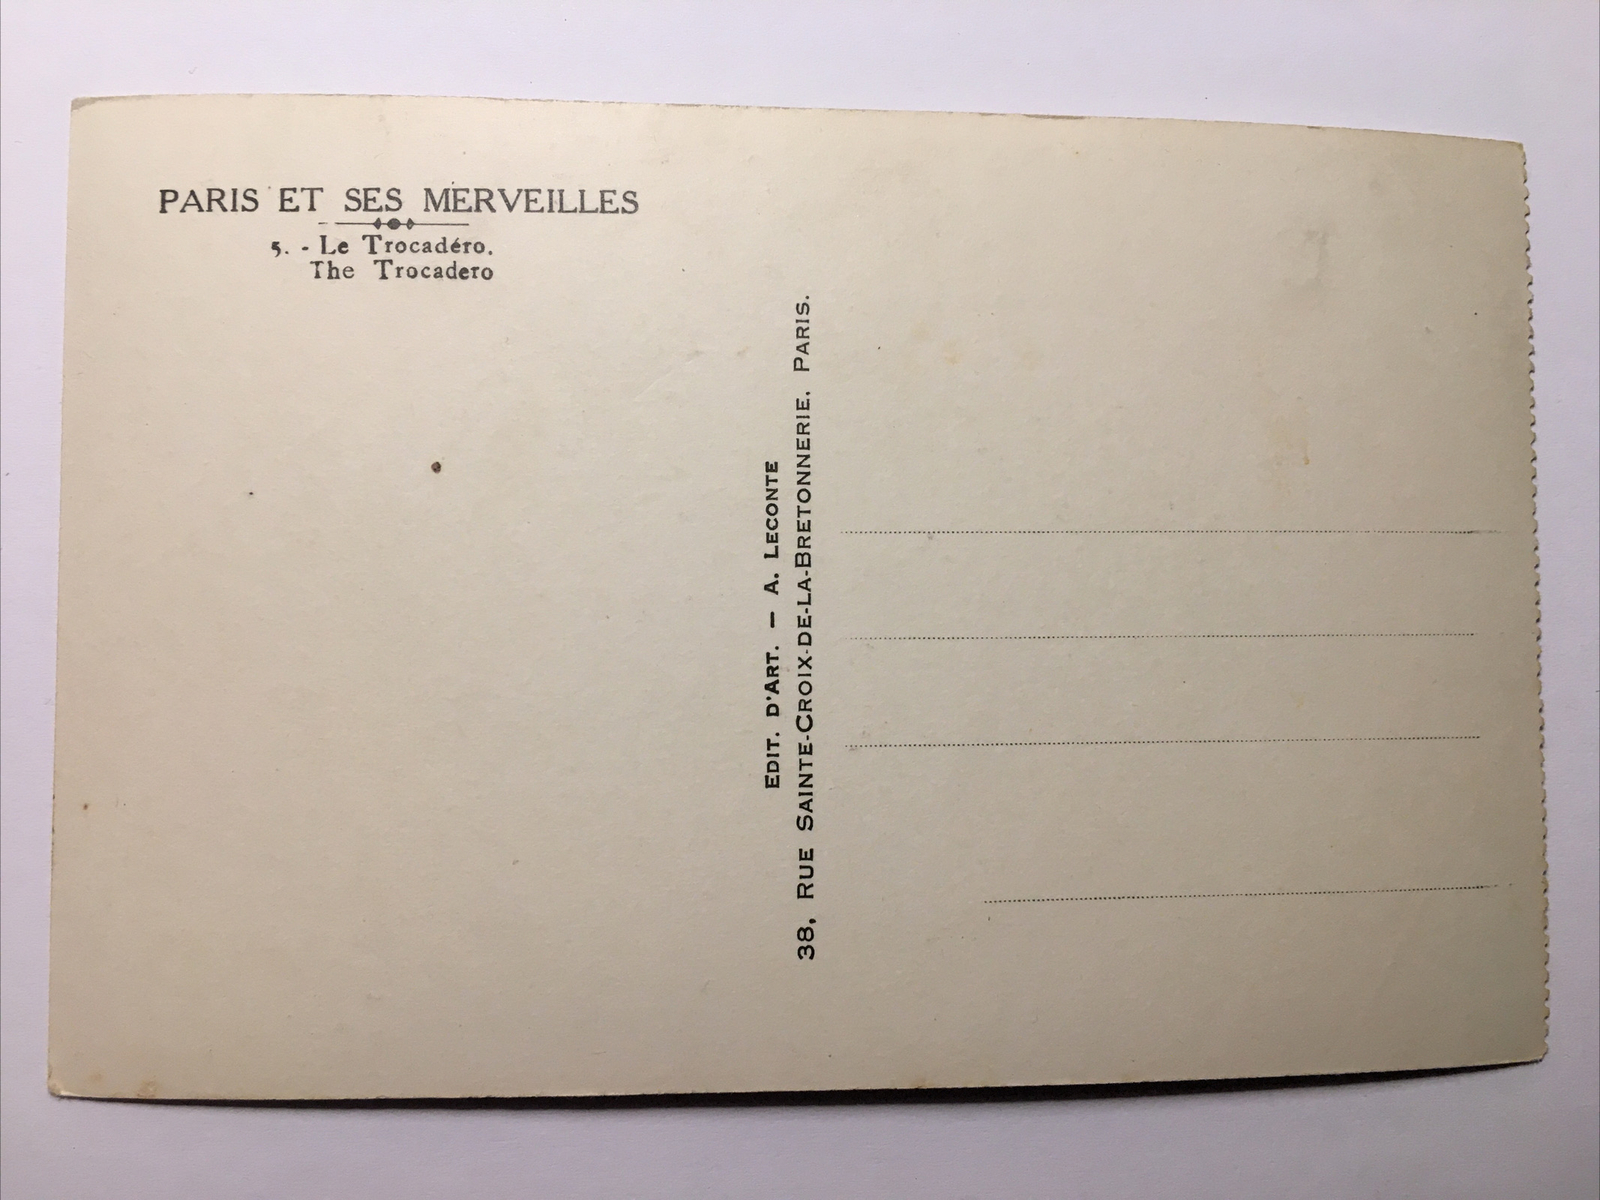 PARIS ET SES MERVEILLES
5. - Le Trocadéro.
The Trocadero
EDIT. D'ART. — A. LECONTE
38, RUE SAINTE-CROIX-DE-LA-BRETONNERIE. PARIS.